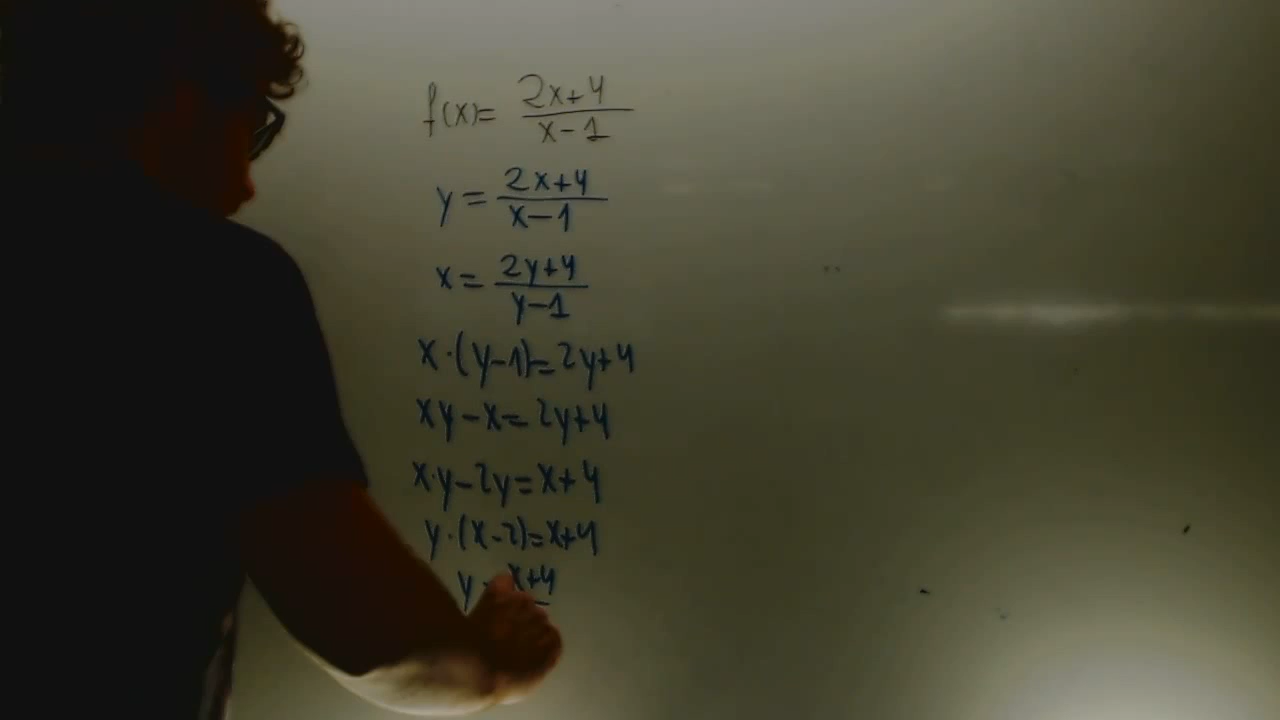 f(x)= 2x+4 / x-1
y = 2x+4 / x-1
x = 2y+4 / y-1
x·(y-1)=2y+4
xy-x=2y+4
x·y-2y=x+4
y·(x-2)=x+4
y = x+4